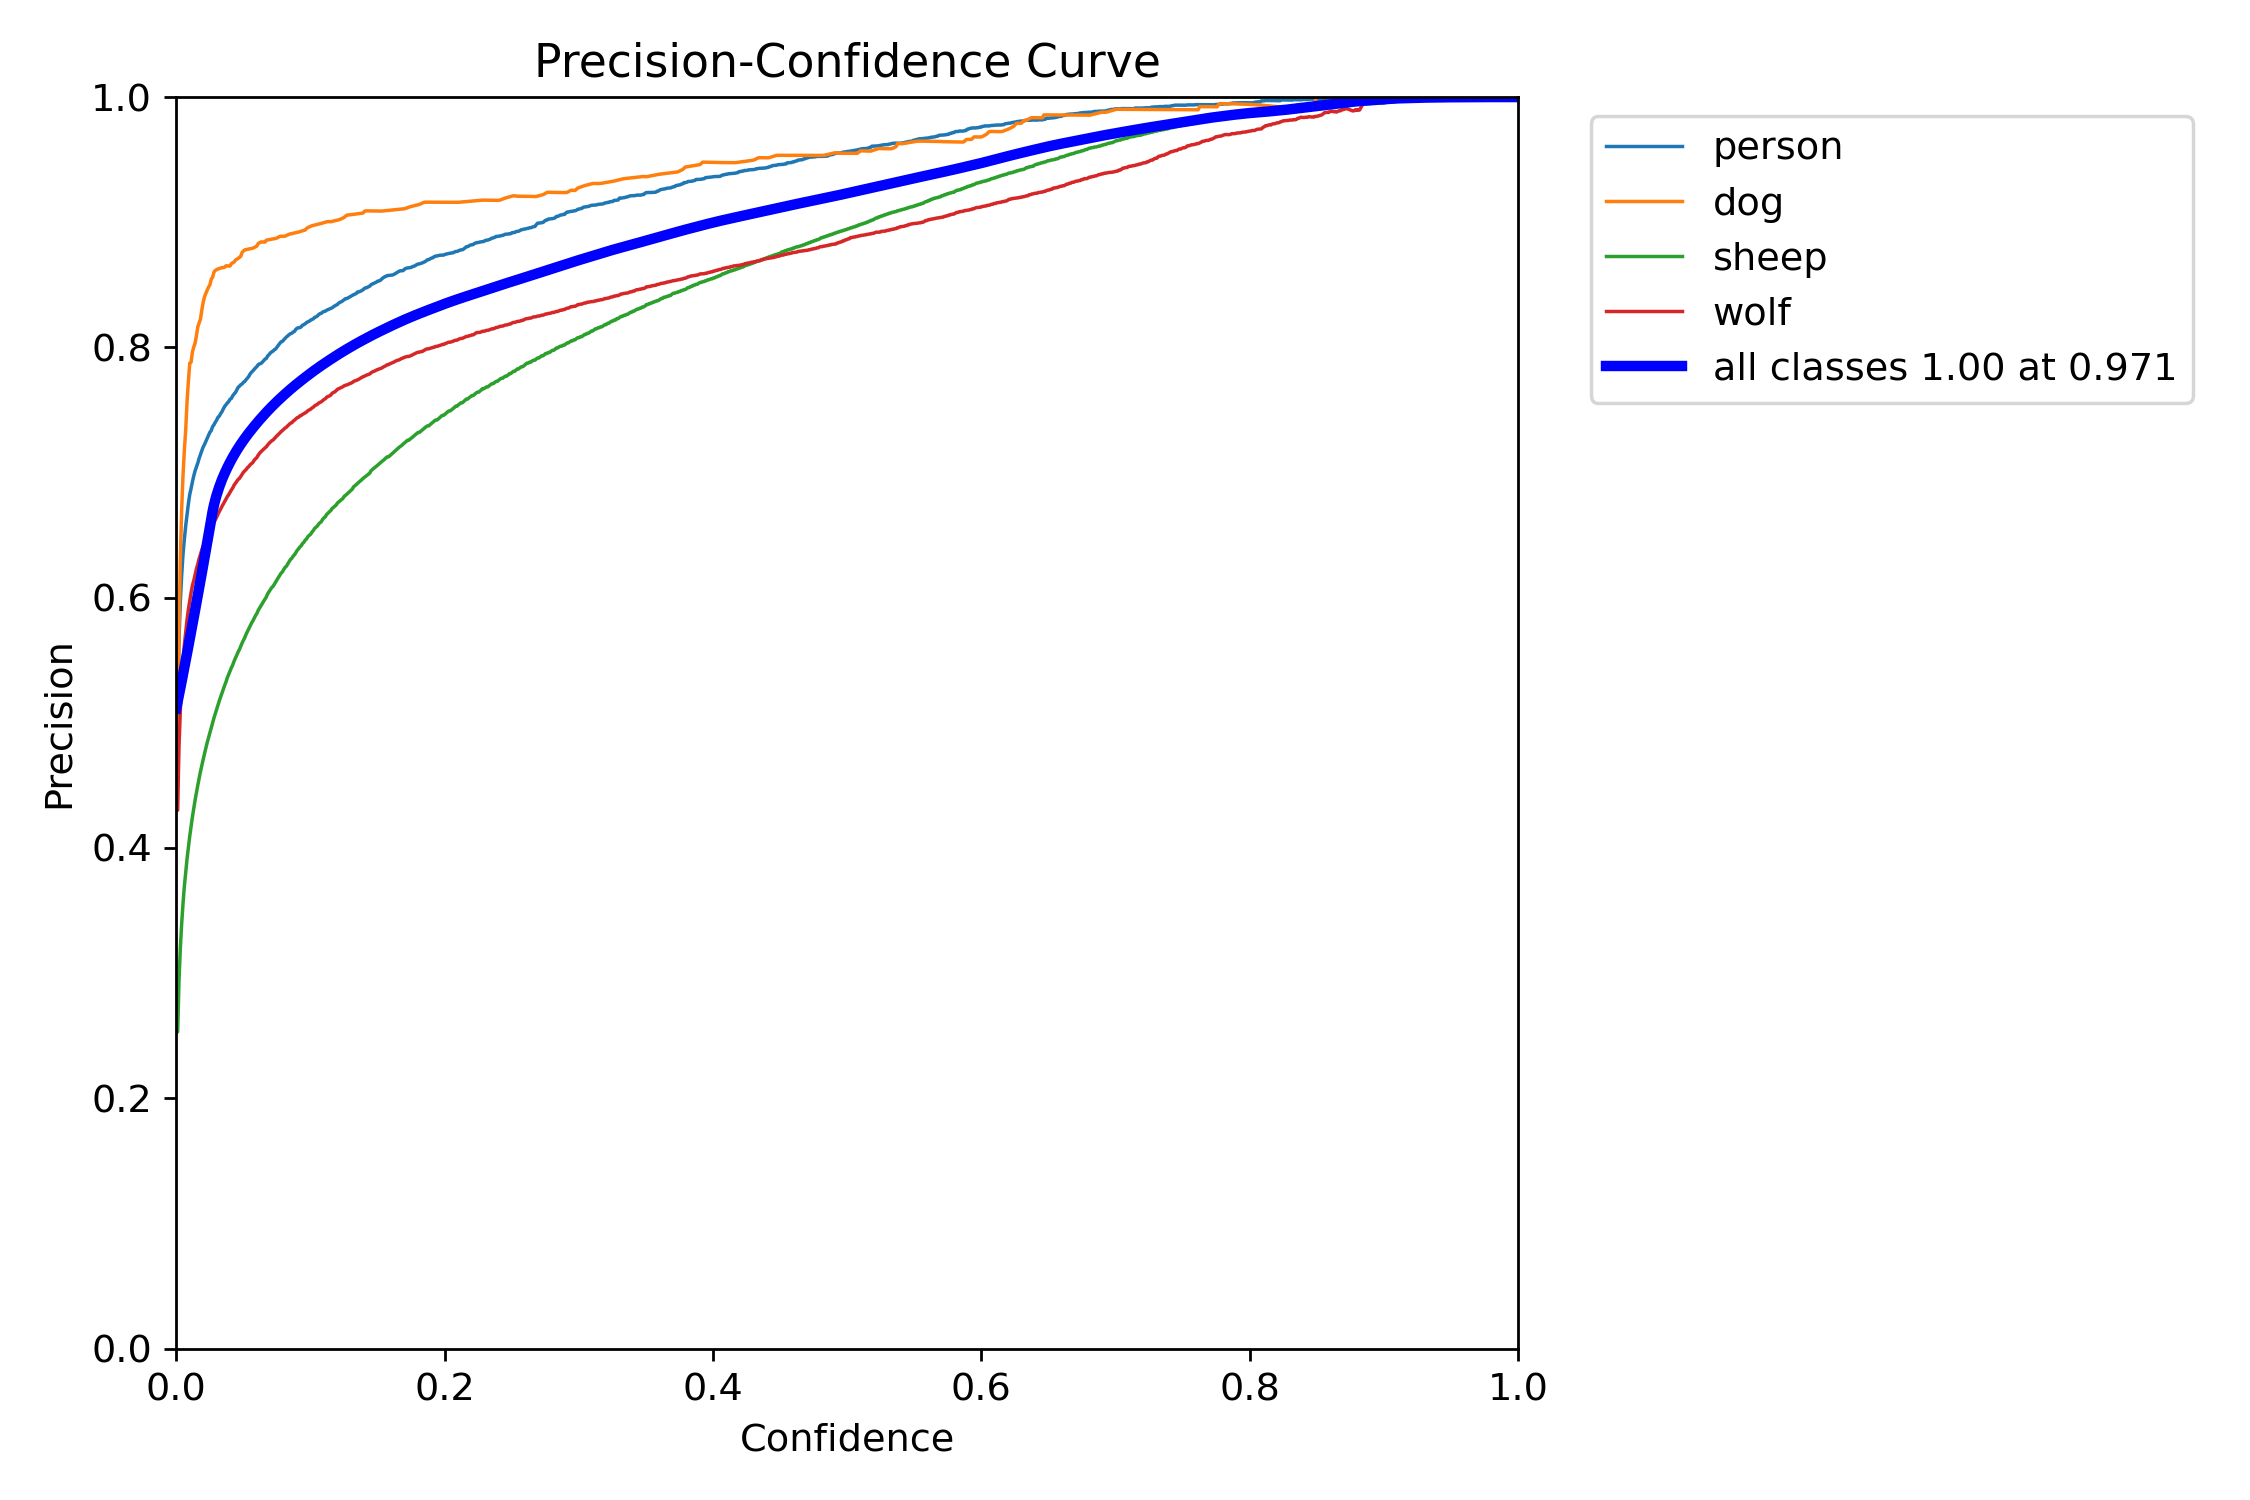 Precision-Confidence Curve
1.0
0.8
0.6
0.4
0.2
0.0
Precision
0.0 0.2 0.4 0.6 0.8 1.0
Confidence
person
dog
sheep
wolf
all classes 1.00 at 0.971